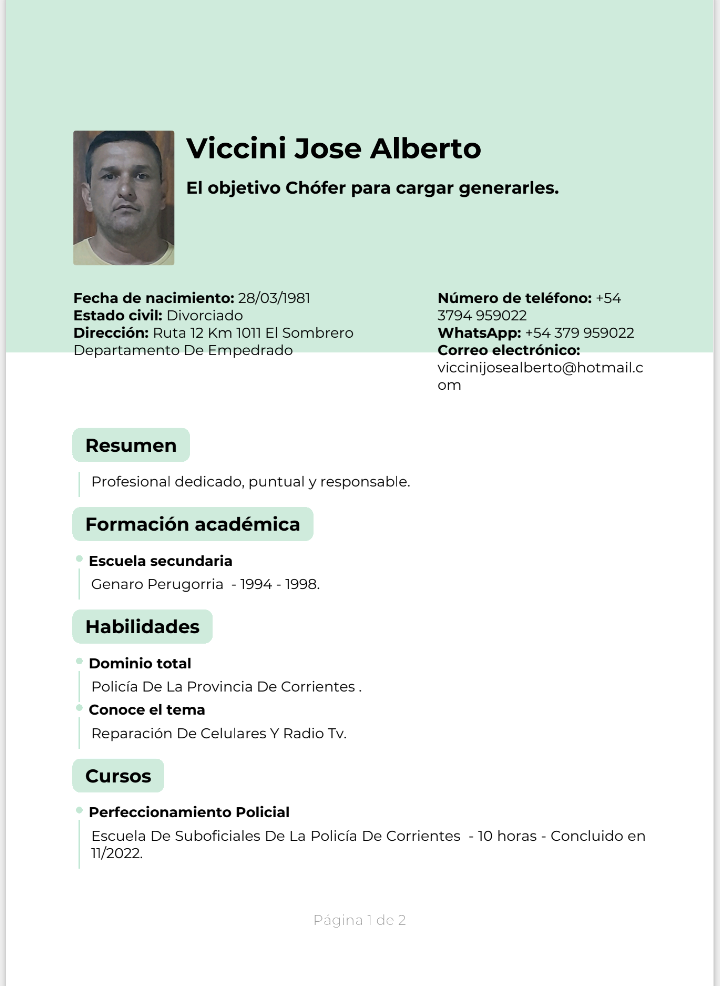 Viccini Jose Alberto
El objetivo Chófer para cargar generarles.
Fecha de nacimiento: 28/03/1981
Estado civil: Divorciado
Dirección: Ruta 12 Km 1011 El Sombrero
Departamento De Empedrado
Número de teléfono: +54
3794 959022
WhatsApp: +54 379 959022
Correo electrónico:
viccinijosealberto@hotmail.c
om
Resumen
Profesional dedicado, puntual y responsable.
Formación académica
Escuela secundaria
Genaro Perugorria - 1994 - 1998.
Habilidades
Dominio total
Policía De La Provincia De Corrientes .
Conoce el tema
Reparación De Celulares Y Radio Tv.
Cursos
Perfeccionamiento Policial
Escuela De Suboficiales De La Policía De Corrientes - 10 horas - Concluido en
11/2022.
Página 1 de 2